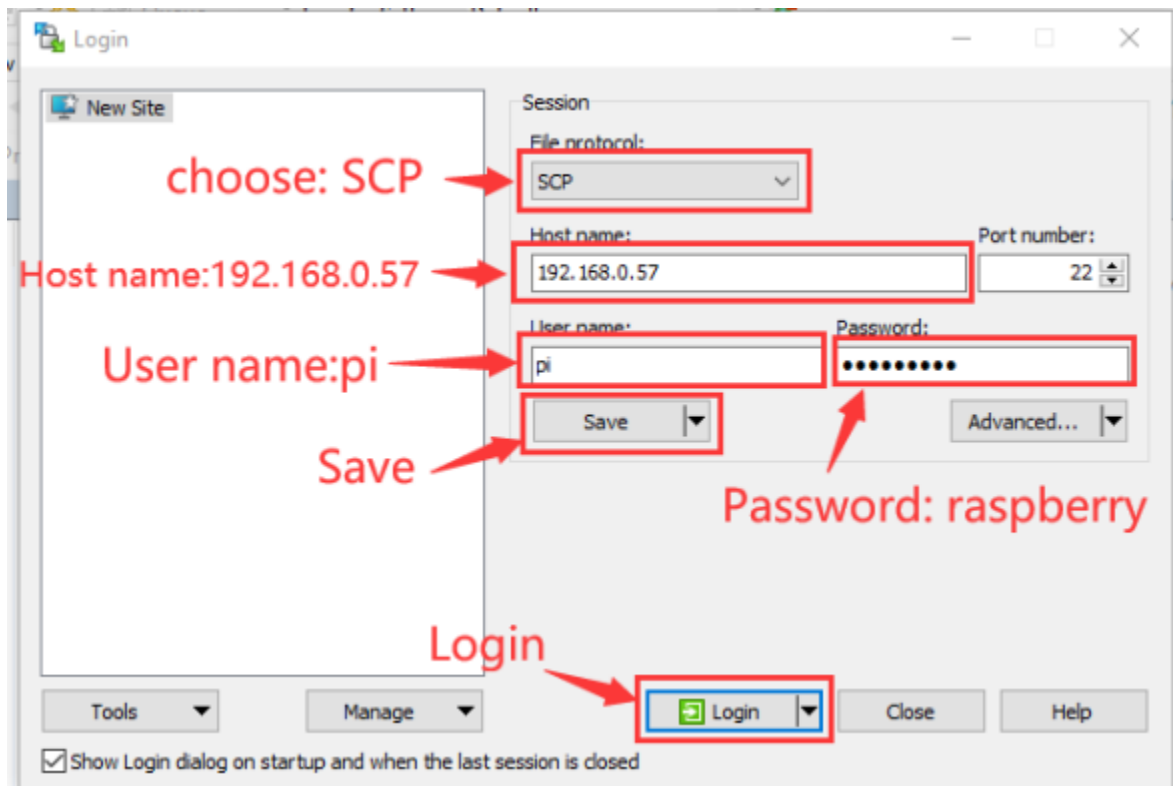 Login
New Site
Session
File protocol:
choose: SCP
SCP
Host name:
Port number:
Host name:192.168.0.57
192.168.0.57
22
User name:
Password:
User name:pi
pi
•••••••••
Save
Advanced...
Save
Password: raspberry
Login
Tools
Manage
Login
Close
Help
Show Login dialog on startup and when the last session is closed